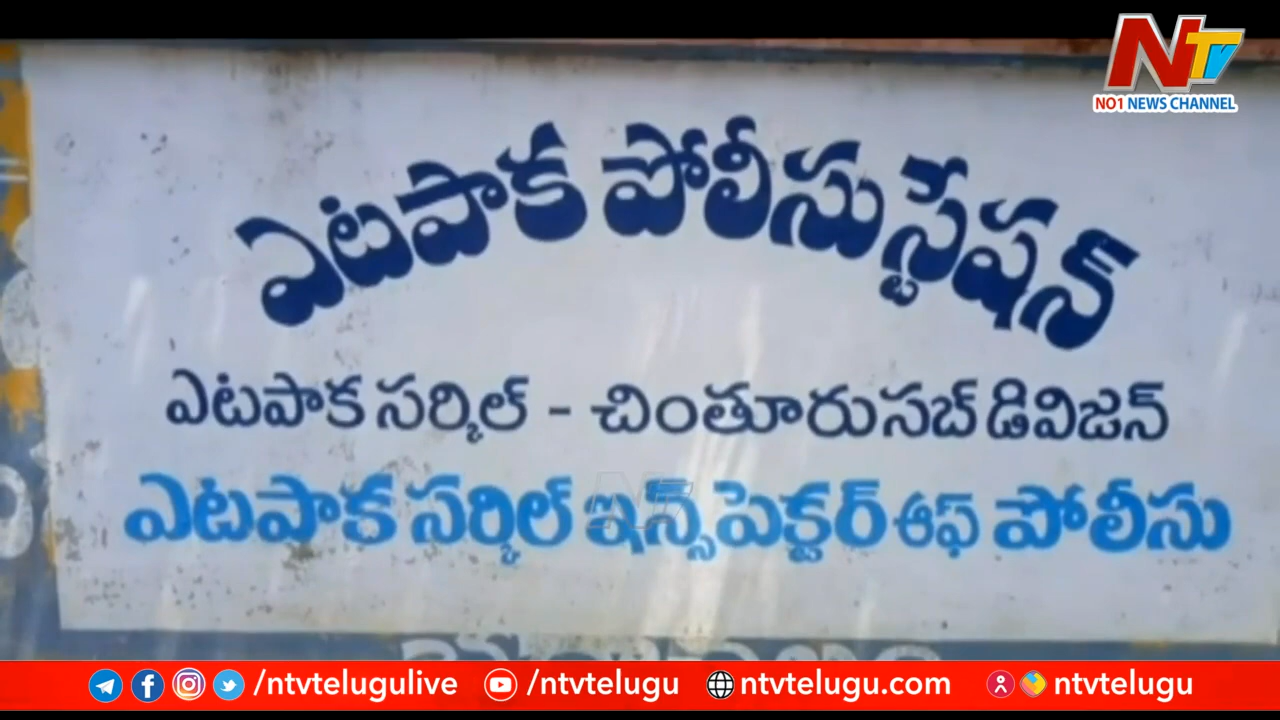 NTV
NO1 NEWS CHANNEL
ఎటపాక పోలీసు స్టేషన్
ఎటపాక సర్కిల్ - చింతూరు సబ్ డివిజన్
ఎటపాక సర్కిల్ ఇన్స్పెక్టర్ ఆఫ్ పోలీసు
/ntvtelugulive /ntvtelugu ntvtelugu.com ntvtelugu